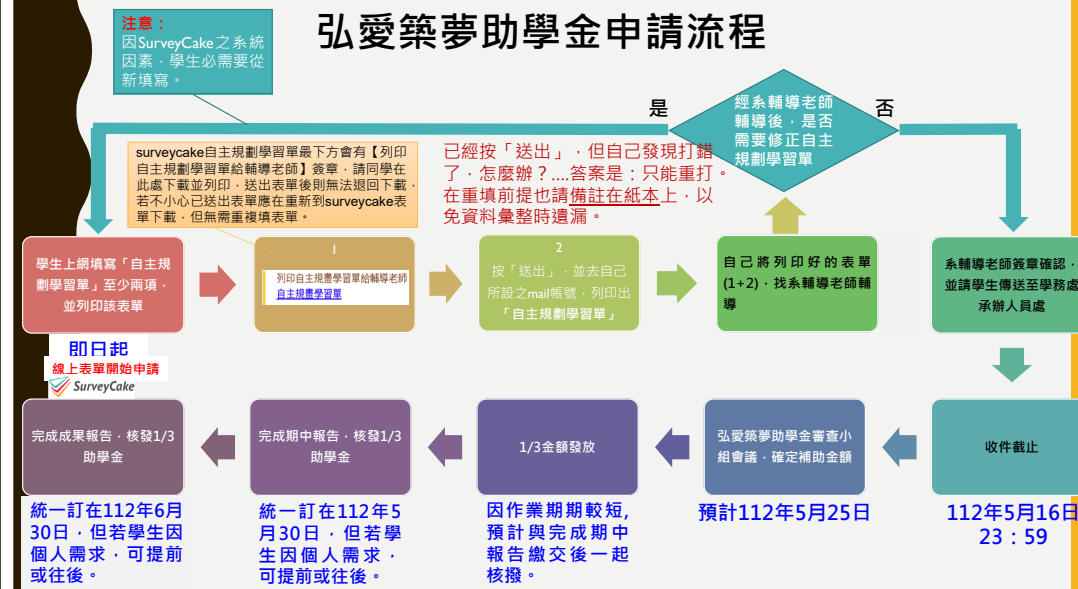 弘愛築夢助學金申請流程
注意：
因SurveyCake之系統
因素，學生必需要從
新填寫。
是
經系輔導老師
輔導後，是否
需要修正自主
規劃學習單
否
surveycake自主規劃學習單最下方會有【列印
自主規劃學習單給輔導老師】簽章，請同學在
此處下載並列印，送出表單後則無法退回下載，
若不小心已送出表單應在重新到surveycake表
單下載，但無需重複填表單。
已經按「送出」，但自己發現打錯
了，怎麼辦？....答案是：只能重打。
在重填前提也請備註在紙本上，以
免資料彙整時遺漏。
學生上網填寫「自主規
劃學習單」至少兩項，
並列印該表單
1
列印自主規畫學習單給輔導老師
自主規畫學習單
2
按「送出」，並去自己
所設之mail帳號，列印出
「自主規劃學習單」
自己將列印好的表單
(1+2)，找系輔導老師輔
導
系輔導老師簽章確認，
並請學生傳送至學務處
承辦人員處
即日起
線上表單開始申請
SurveyCake
完成成果報告，核發1/3
助學金
完成期中報告，核發1/3
助學金
1/3金額發放
弘愛築夢助學金審查小
組會議，確定補助金額
收件截止
統一訂在112年6月
30日，但若學生因
個人需求，可提前
或往後。
統一訂在112年5
月30日，但若學
生因個人需求，
可提前或往後。
因作業期期較短,
預計與完成期中
報告繳交後一起
核撥。
預計112年5月25日
112年5月16日
23：59